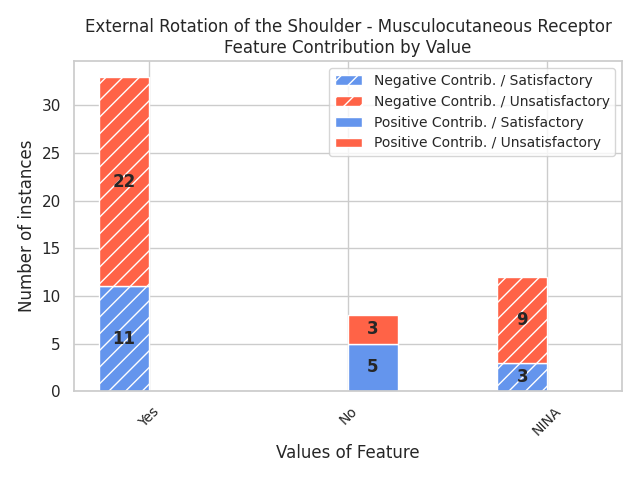 External Rotation of the Shoulder - Musculocutaneous Receptor
Feature Contribution by Value
Negative Contrib. / Satisfactory
Negative Contrib. / Unsatisfactory
Positive Contrib. / Satisfactory
Positive Contrib. / Unsatisfactory
Number of instances
30
25
20
15
10
5
0
22
11
3
5
9
3
Yes
No
NINA
Values of Feature